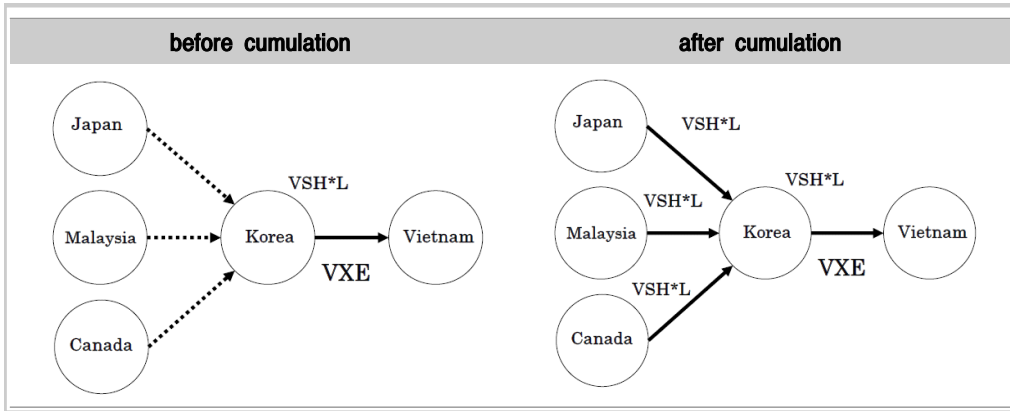 before cumulation
after cumulation
Japan
VSH*L
Malaysia
Korea
Vietnam
VXE
Canada
Japan
VSH*L
VSH*L
VSH*L
Malaysia
Korea
Vietnam
VXE
VSH*L
Canada